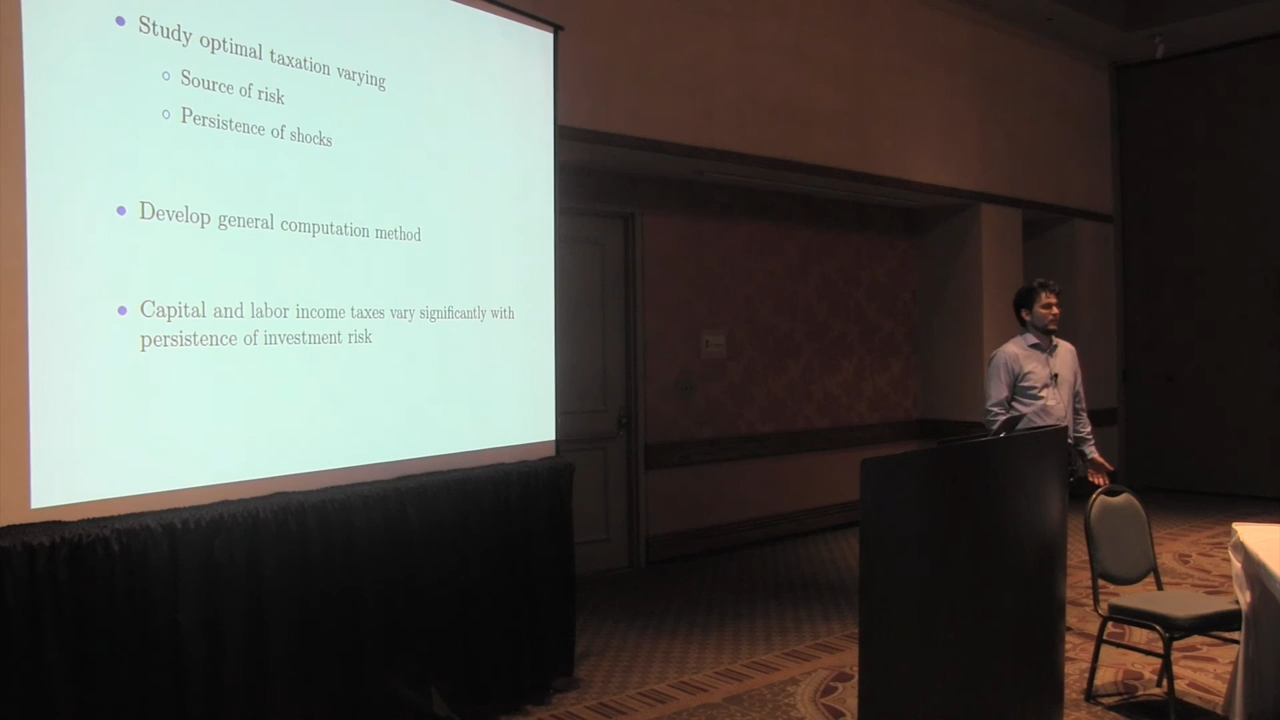 Study optimal taxation varying
Source of risk
Persistence of shocks
Develop general computation method
Capital and labor income taxes vary significantly with
persistence of investment risk